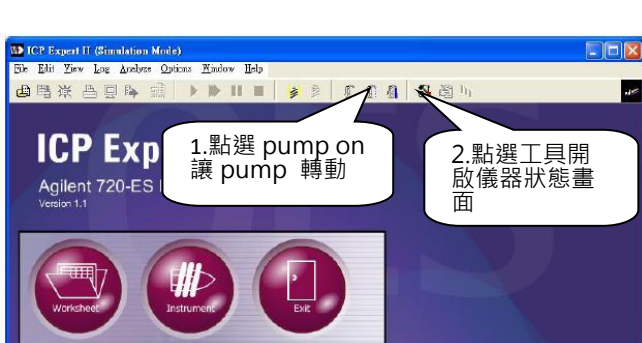 ICP Expert II (Simulation Mode)
File Edit View Log Analyze Options Window Help
1.點選 pump on
讓 pump 轉動
2.點選工具開
啟儀器狀態畫
面
ICP Exp
Agilent 720-ES
Version 1.1
Worksheet
Instrument
Exit